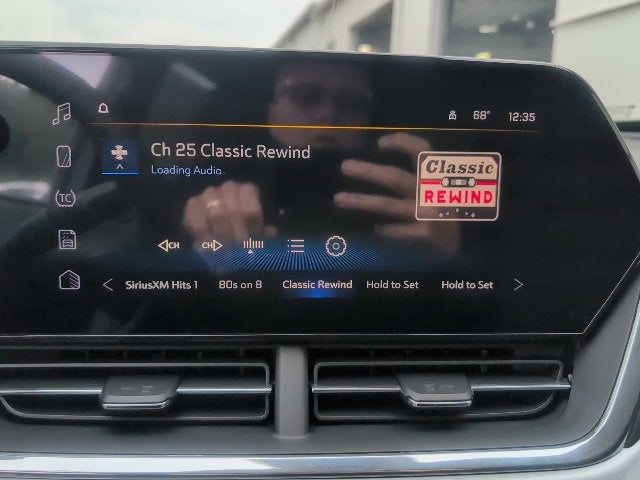 68° 12:35
Ch 25 Classic Rewind
Loading Audio.
Classic
REWIND
TC
CH CH
SiriusXM Hits 1 80s on 8 Classic Rewind Hold to Set Hold to Set